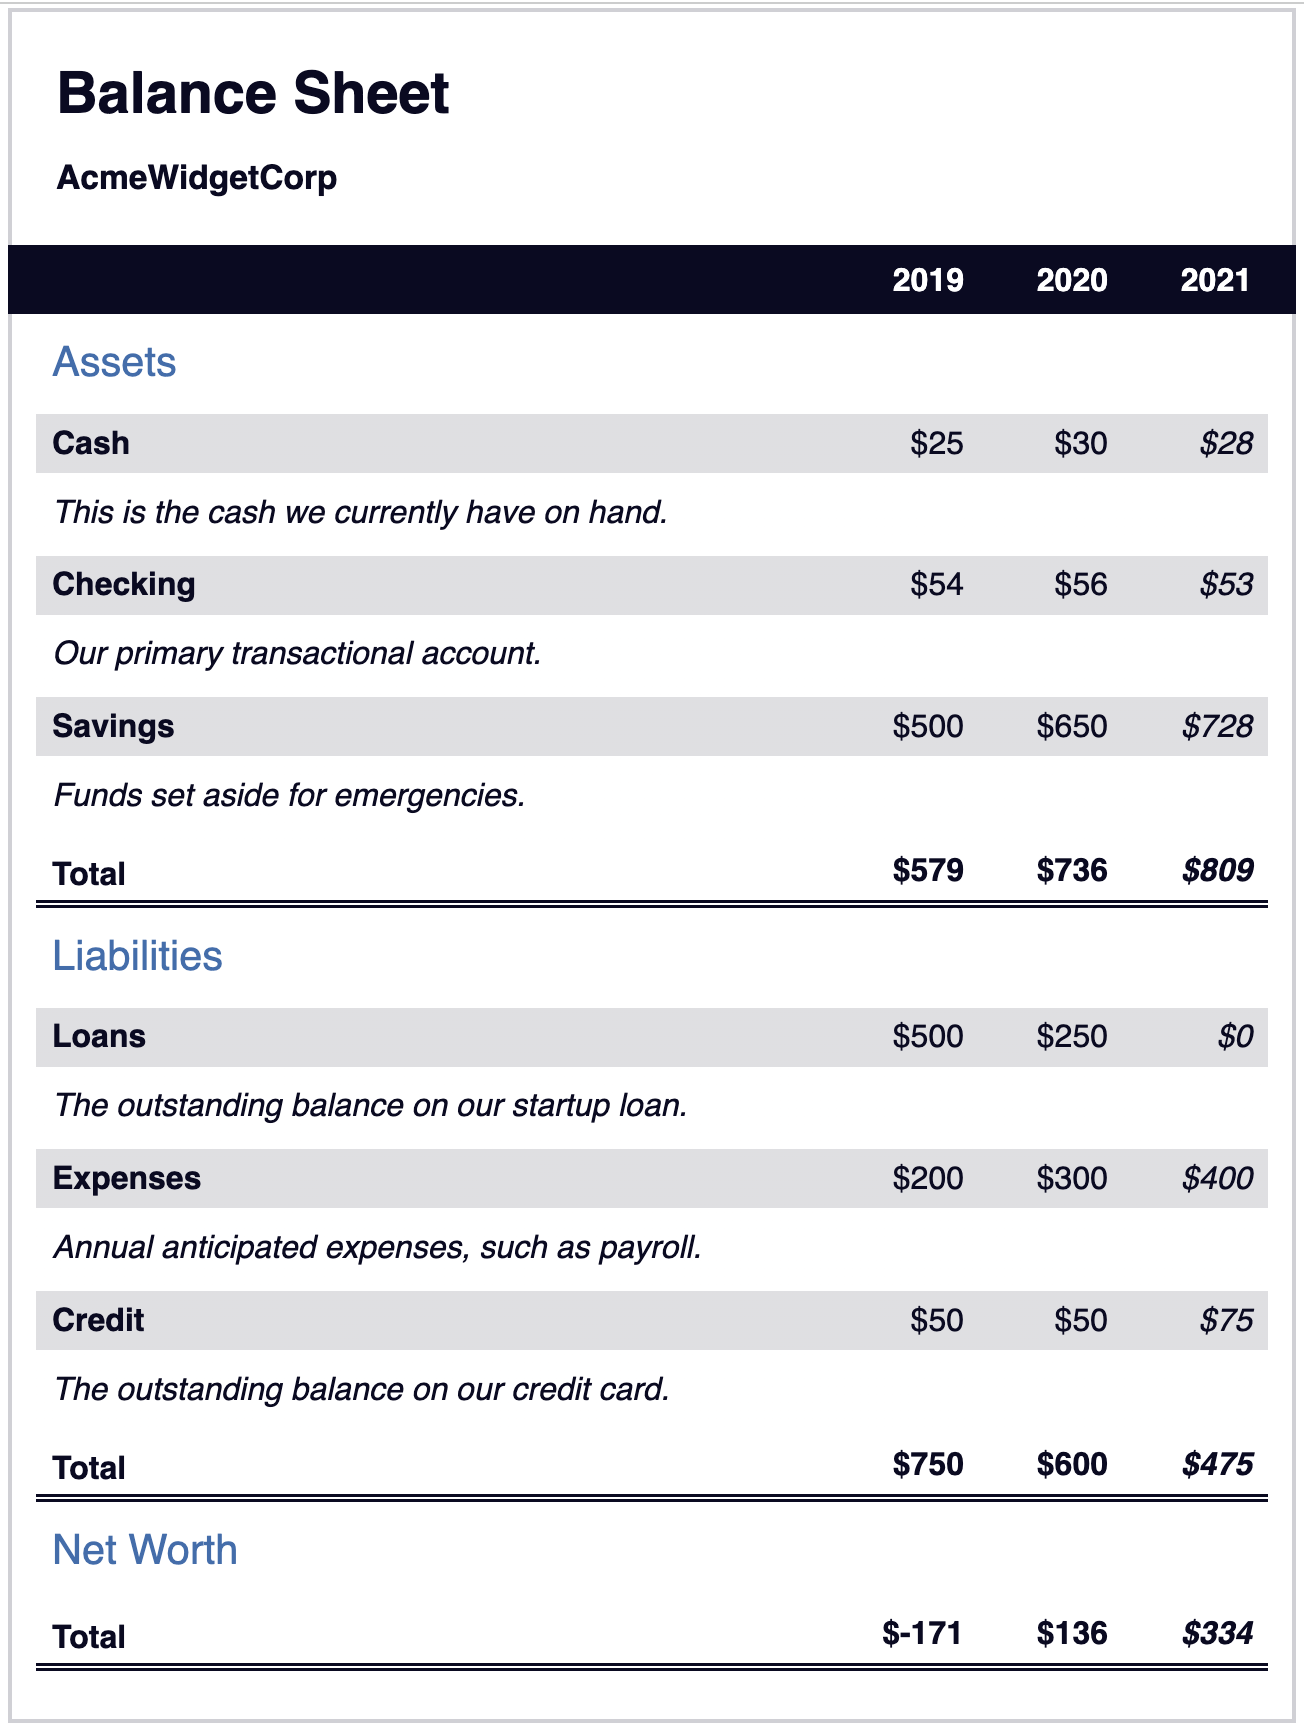 Balance Sheet
AcmeWidgetCorp
2019 2020 2021
Assets
Cash $25 $30 $28
This is the cash we currently have on hand.
Checking $54 $56 $53
Our primary transactional account.
Savings $500 $650 $728
Funds set aside for emergencies.
Total $579 $736 $809
Liabilities
Loans $500 $250 $0
The outstanding balance on our startup loan.
Expenses $200 $300 $400
Annual anticipated expenses, such as payroll.
Credit $50 $50 $75
The outstanding balance on our credit card.
Total $750 $600 $475
Net Worth
Total $-171 $136 $334